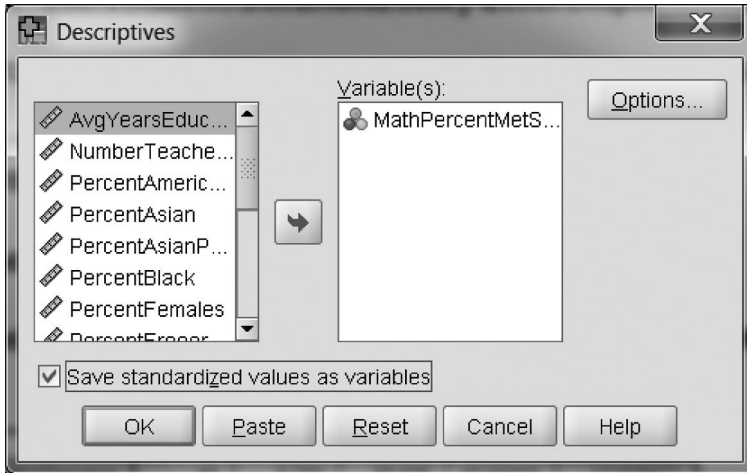 Descriptives
X
Variable(s):
AvgYearsEduc...
NumberTeache...
PercentAmeric...
PercentAsian
PercentAsianP...
PercentBlack
PercentFemales
MathPercentMetS...
Options...
Save standardized values as variables
OK
Paste
Reset
Cancel
Help